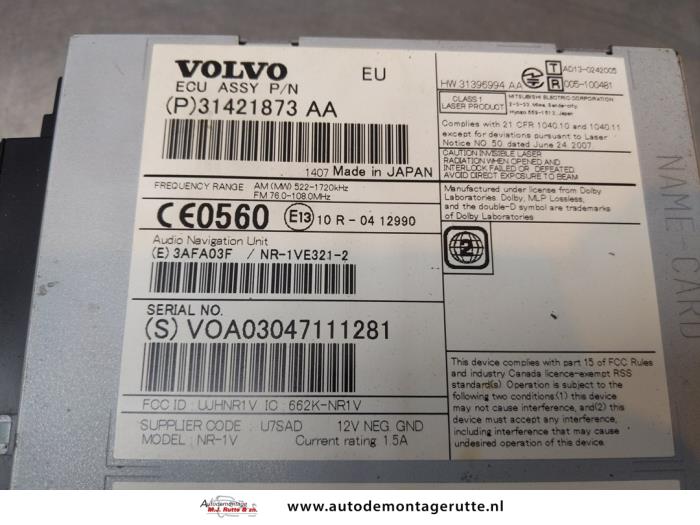 VOLVO
EU
ECU ASSY P/N
(P)31421873 AA
1407 Made in JAPAN
FREQUENCY RANGE AM (MW) 522-1720kHz
FM 76.0-108.0MHz
CE0560 E13 10 R - 04 12990
Audio Navigation Unit
(E) 3AFA03F / NR-1VE321-2
SERIAL NO.
(S) VOA03047111281
FCC ID : UJHNR1V IC : 662K-NR1V
SUPPLIER CODE : U7SAD 12V NEG GND
MODEL: NR-1V Current rating 15A
HW 31396994 AA
T AD13-0242005
R 005-100481
CLASS 1
LASER PRODUCT
MITSUBISHI ELECTRIC CORPORATION
Complies with 21 CFR 1040.10 and 1040.11
except for deviations pursuant to Laser
Notice NO. 50, dated June 24, 2007.
CAUTION INVISIBLE LASER
RADIATION WHEN OPENED AND
INTERLOCK FAILED OR DEFEATED
AVOID DIRECT EXPOSURE TO BEAM
Manufactured under license from Dolby
Laboratories. Dolby, MLP Lossless,
and the double-D symbol are trademarks
of Dolby Laboratories
2
This device complies with part 15 of FCC Rules
and industry Canada licence-exempt RSS
standard(s). Operation is subject to the
following two conditions:(1) this device
may not cause interference, and(2) this
device must accept any interference,
including interference that may cause
undesired operation of this device.
NAME CARD
Autodemontage
M.J. Rutte & zn.
www.autodemontagerutte.nl